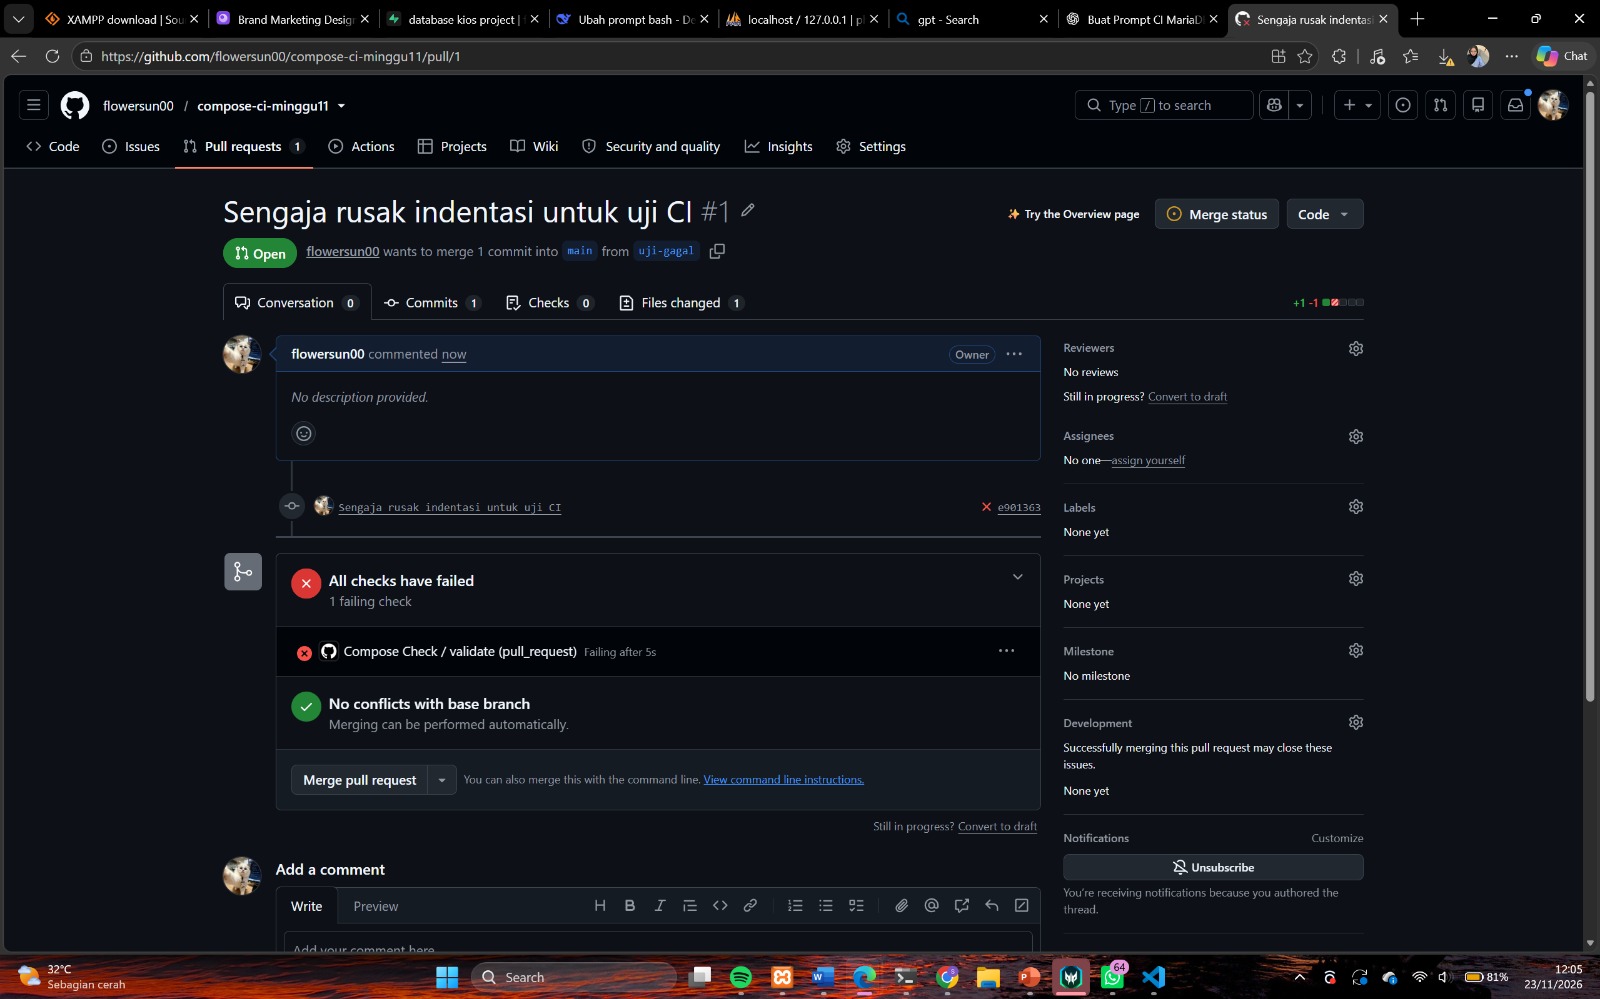 XAMPP download | Sou
Brand Marketing Design
database kios project |
Ubah prompt bash - De
localhost / 127.0.0.1 | p
gpt - Search
Buat Prompt CI MariaD
Sengaja rusak indentasi
https://github.com/flowersun00/compose-ci-minggu11/pull/1
Chat
flowersun00 / compose-ci-minggu11
Type / to search
Code
Issues
Pull requests 1
Actions
Projects
Wiki
Security and quality
Insights
Settings
Sengaja rusak indentasi untuk uji CI #1
Try the Overview page
Merge status
Code
Open
flowersun00 wants to merge 1 commit into main from uji-gagal
Conversation 0
Commits 1
Checks 0
Files changed 1
+1 -1
flowersun00 commented now
Owner
No description provided.
Sengaja rusak indentasi untuk uji CI
e901363
All checks have failed
1 failing check
Compose Check / validate (pull_request) Failing after 5s
No conflicts with base branch
Merging can be performed automatically.
Merge pull request
You can also merge this with the command line. View command line instructions.
Still in progress? Convert to draft
Add a comment
Write
Preview
H B I
Add your comment here
Reviewers
No reviews
Still in progress? Convert to draft
Assignees
No one—assign yourself
Labels
None yet
Projects
None yet
Milestone
No milestone
Development
Successfully merging this pull request may close these
issues.
None yet
Notifications
Customize
Unsubscribe
You're receiving notifications because you authored the
thread.
32°C
Sebagian cerah
Search
64
81%
12:05
23/11/2026